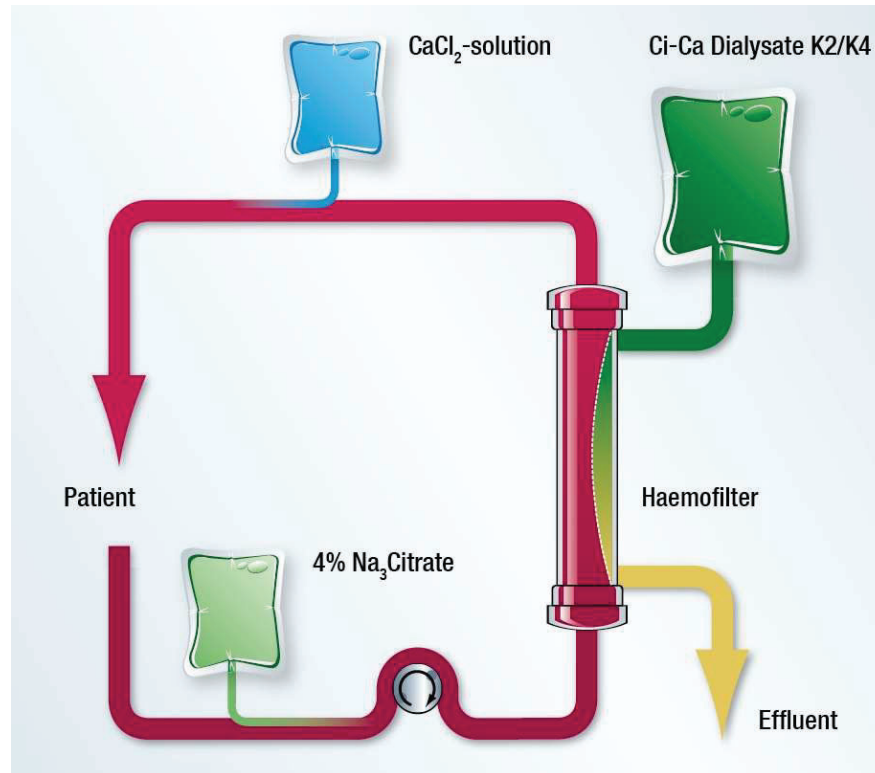 CaCl₂-solution
Ci-Ca Dialysate K2/K4
Patient
Haemofilter
4% Na₃Citrate
Effluent